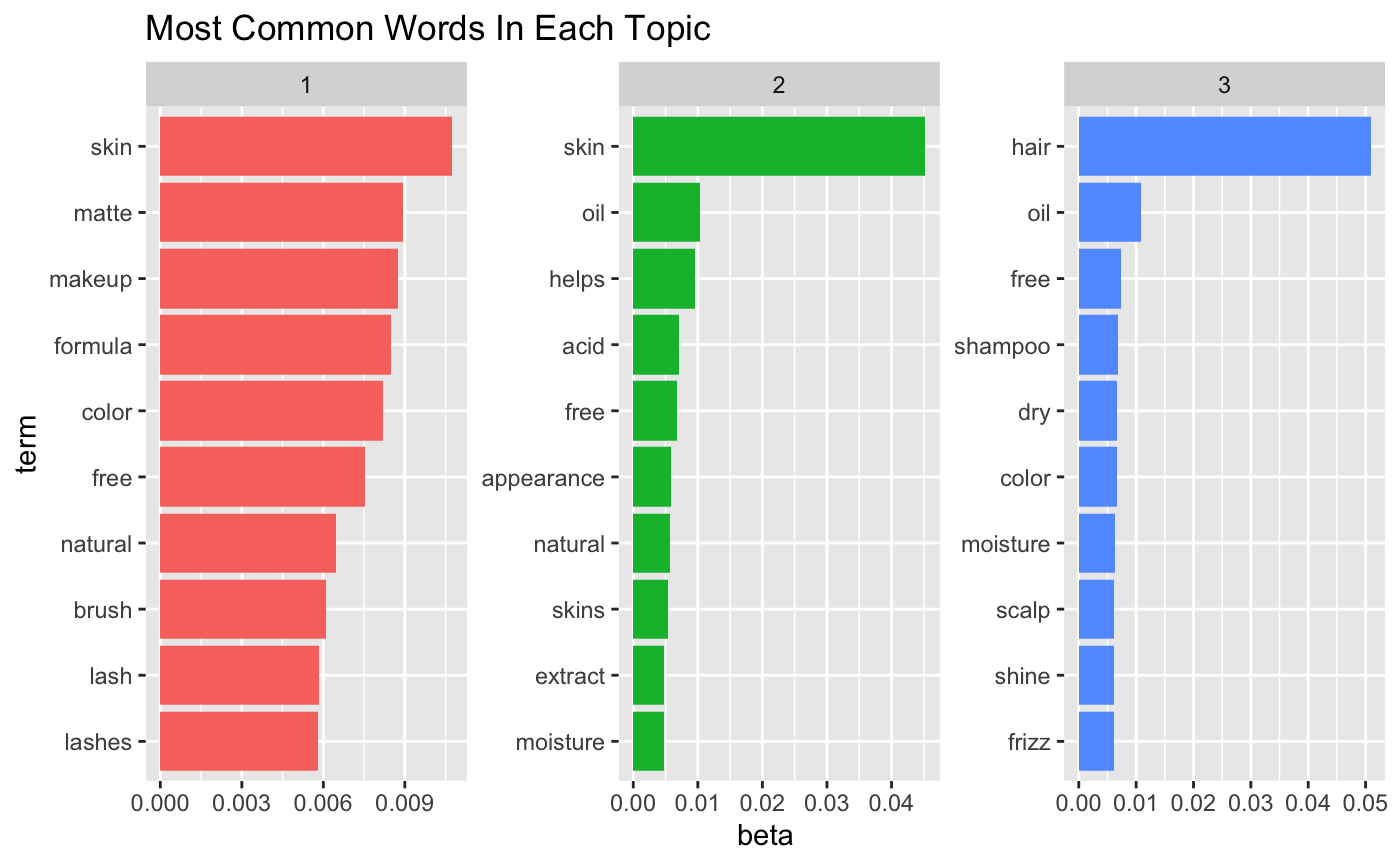 Most Common Words In Each Topic
1
skin
matte
makeup
formula
color
free
natural
brush
lash
lashes
0.000 0.003 0.006 0.009
2
skin
oil
helps
acid
free
appearance
natural
skins
extract
moisture
0.00 0.01 0.02 0.03 0.04
3
hair
oil
free
shampoo
dry
color
moisture
scalp
shine
frizz
0.00 0.01 0.02 0.03 0.04 0.05
term
beta